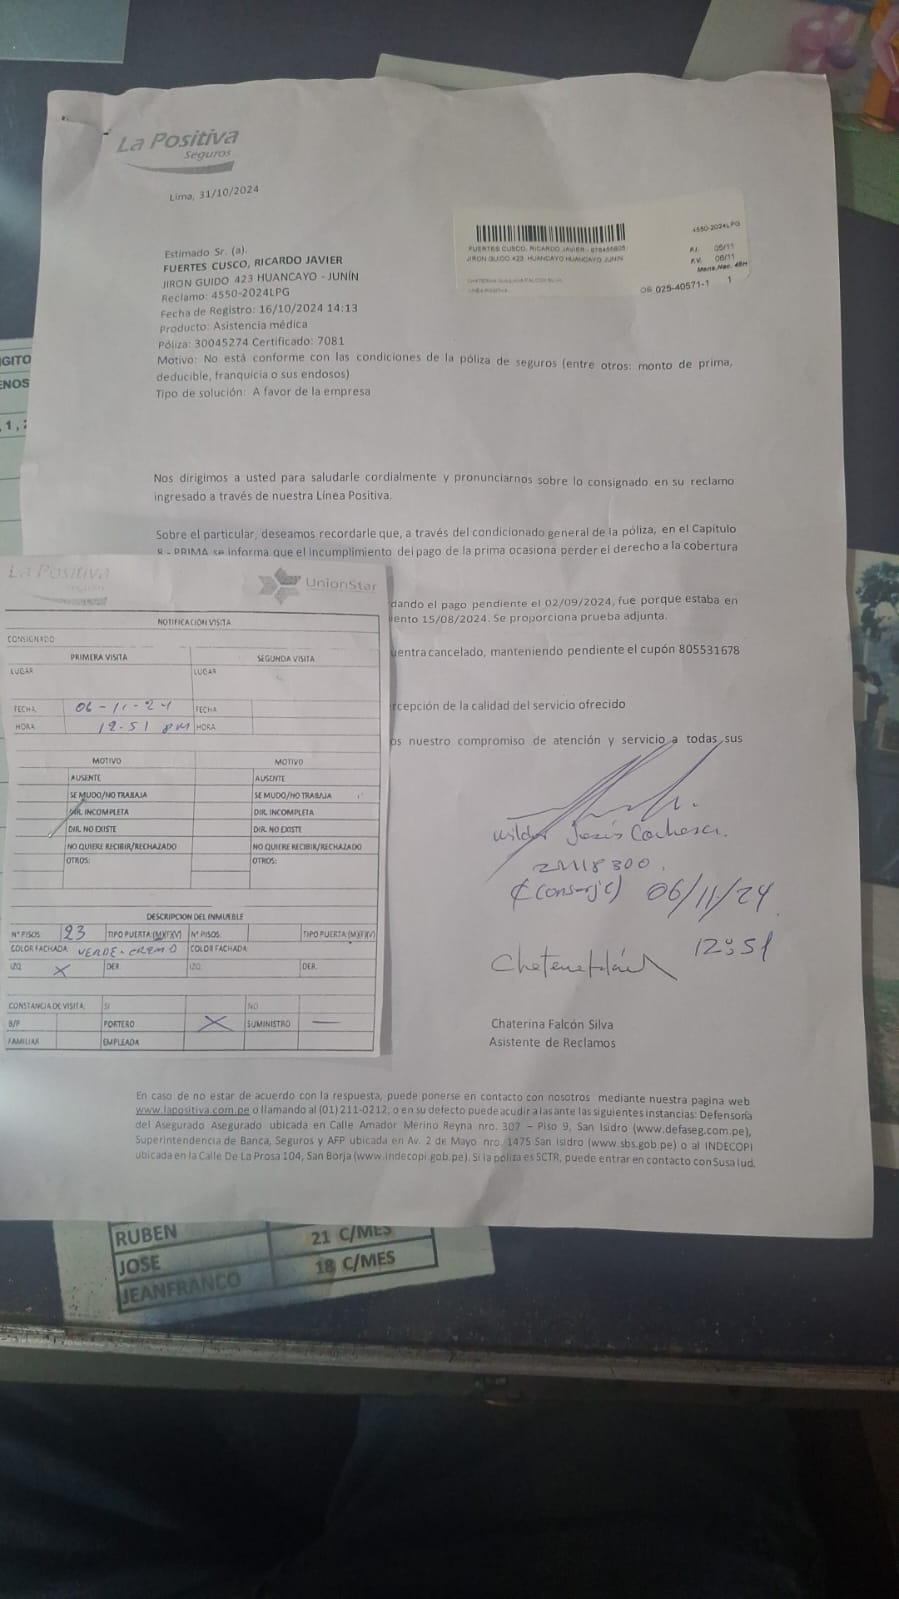 La Positiva
Seguros
Lima, 31/10/2024
4550-2024LPG
FUERTES CUSCO, RICARDO JAVIER -
JIRON GUIDO 423 HUANCAYO HUANCAYO JUNIN
CHATERINA GIULIANA FALCON SILVA
LINEA POSITIVA
OS 025-40571-1 1
Estimado Sr. (a).
FUERTES CUSCO, RICARDO JAVIER
JIRON GUIDO 423 HUANCAYO - JUNÍN
Reclamo: 4550-2024LPG
Fecha de Registro: 16/10/2024 14:13
Producto: Asistencia médica
Póliza: 30045274 Certificado: 7081
Motivo: No está conforme con las condiciones de la póliza de seguros (entre otros: monto de prima,
deducible, franquicia o sus endosos)
Tipo de solución: A favor de la empresa
Nos dirigimos a usted para saludarle cordialmente y pronunciarnos sobre lo consignado en su reclamo
ingresado a través de nuestra Línea Positiva.
Sobre el particular, deseamos recordarle que, a través del condicionado general de la póliza, en el Capítulo
8 - PRIMA se informa que el incumplimiento del pago de la prima ocasiona perder el derecho a la cobertura
dando el pago pendiente el 02/09/2024, fue porque estaba en
ento 15/08/2024. Se proporciona prueba adjunta.
uentra cancelado, manteniendo pendiente el cupón 805531678
rcepción de la calidad del servicio ofrecido
os nuestro compromiso de atención y servicio a todas sus
La Positiva
UnionStar
NOTIFICACION VISITA
CONSIGNADO
PRIMERA VISITA SEGUNDA VISITA
LUGAR LUGAR
FECHA 06-11-24 FECHA
HORA 12:51 pm HORA
MOTIVO MOTIVO
AUSENTE AUSENTE
SE MUDO/NO TRABAJA SE MUDO/NO TRABAJA
DIR. INCOMPLETA DIR. INCOMPLETA
DIR. NO EXISTE DIR. NO EXISTE
NO QUIERE RECIBIR/RECHAZADO NO QUIERE RECIBIR/RECHAZADO
OTROS: OTROS:
DESCRIPCION DEL INMUEBLE
N° PISOS 23 TIPO PUERTA (M)(F)(V) N° PISOS TIPO PUERTA (M)(F)(V)
COLOR FACHADA VERDE-CREMO COLOR FACHADA
IZQ X DER IZQ DER.
CONSTANCIA DE VISITA: SI NO
B/P PORTERO X SUMINISTRO —
FAMILIAR EMPLEADA
Jesús
(Conserje) 06/11/24
12:51
Chaterina Falcón Silva
Asistente de Reclamos
En caso de no estar de acuerdo con la respuesta, puede ponerse en contacto con nosotros mediante nuestra pagina web
www.lapositiva.com.pe o llamando al (01) 211-0212, o en su defecto puede acudir a las ante las siguientes instancias: Defensoria
del Asegurado Asegurado ubicada en Calle Amador Merino Reyna nro. 307 – Piso 9, San Isidro (www.defaseg.com.pe),
Superintendencia de Banca, Seguros y AFP ubicada en Av. 2 de Mayo nro. 1475 San Isidro (www.sbs.gob.pe) o al INDECOPI
ubicada en la Calle De La Prosa 104, San Borja (www.indecopi.gob.pe). Si la poliza es SCTR, puede entrar en contacto con Susalud.
RUBEN 21 C/MES
JOSE 18 C/MES
JEANFRANCO